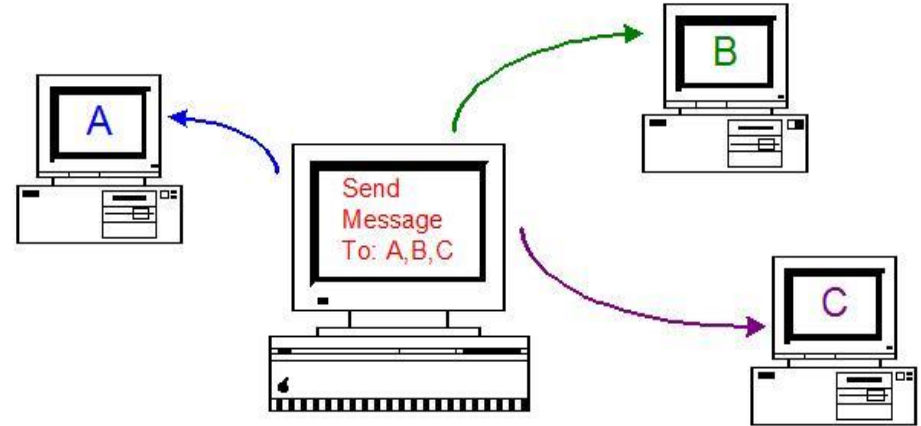 A
B
Send
Message
To: A,B,C
C